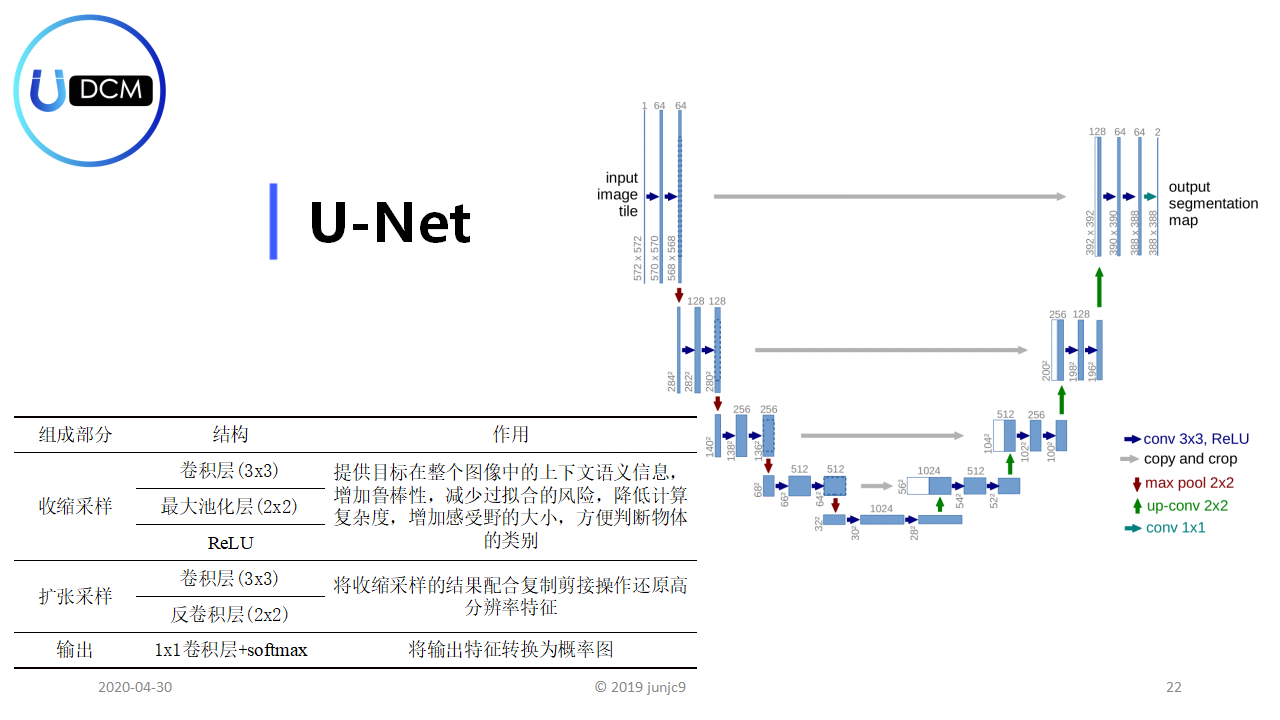 U DCM
U-Net
1 64 64
input
image
tile
572 x 572
570 x 570
568 x 568
128 64 64 2
output
segmentation
map
392 x 392
390 x 390
388 x 388
388 x 388
128 128
284²
282²
280²
256 128
200²
198²
196²
256 256
140²
138²
136²
512 256
104²
102²
100²
512 512
68²
66²
64²
1024 512
56²
54²
52²
1024
32²
30²
28²
conv 3x3, ReLU
copy and crop
max pool 2x2
up-conv 2x2
conv 1x1
组成部分 结构 作用
收缩采样
卷积层(3x3)
最大池化层(2x2)
ReLU
提供目标在整个图像中的上下文语义信息，
增加鲁棒性，减少过拟合的风险，降低计算
复杂度，增加感受野的大小，方便判断物体
的类别
扩张采样
卷积层(3x3)
反卷积层(2x2)
将收缩采样的结果配合复制剪接操作还原高
分辨率特征
输出 1x1卷积层+softmax 将输出特征转换为概率图
2020-04-30 © 2019 junjc9 22